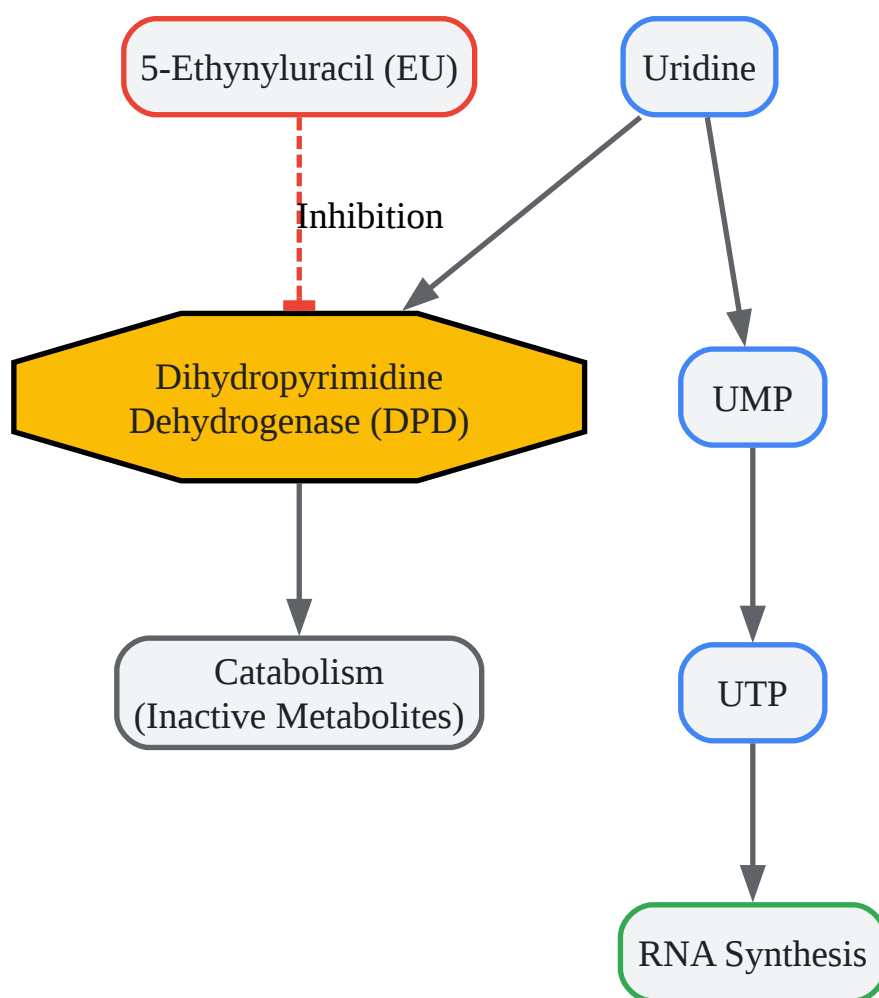 5-Ethynyluracil (EU)
Uridine
Inhibition
Dihydropyrimidine
Dehydrogenase (DPD)
UMP
Catabolism
(Inactive Metabolites)
UTP
RNA Synthesis